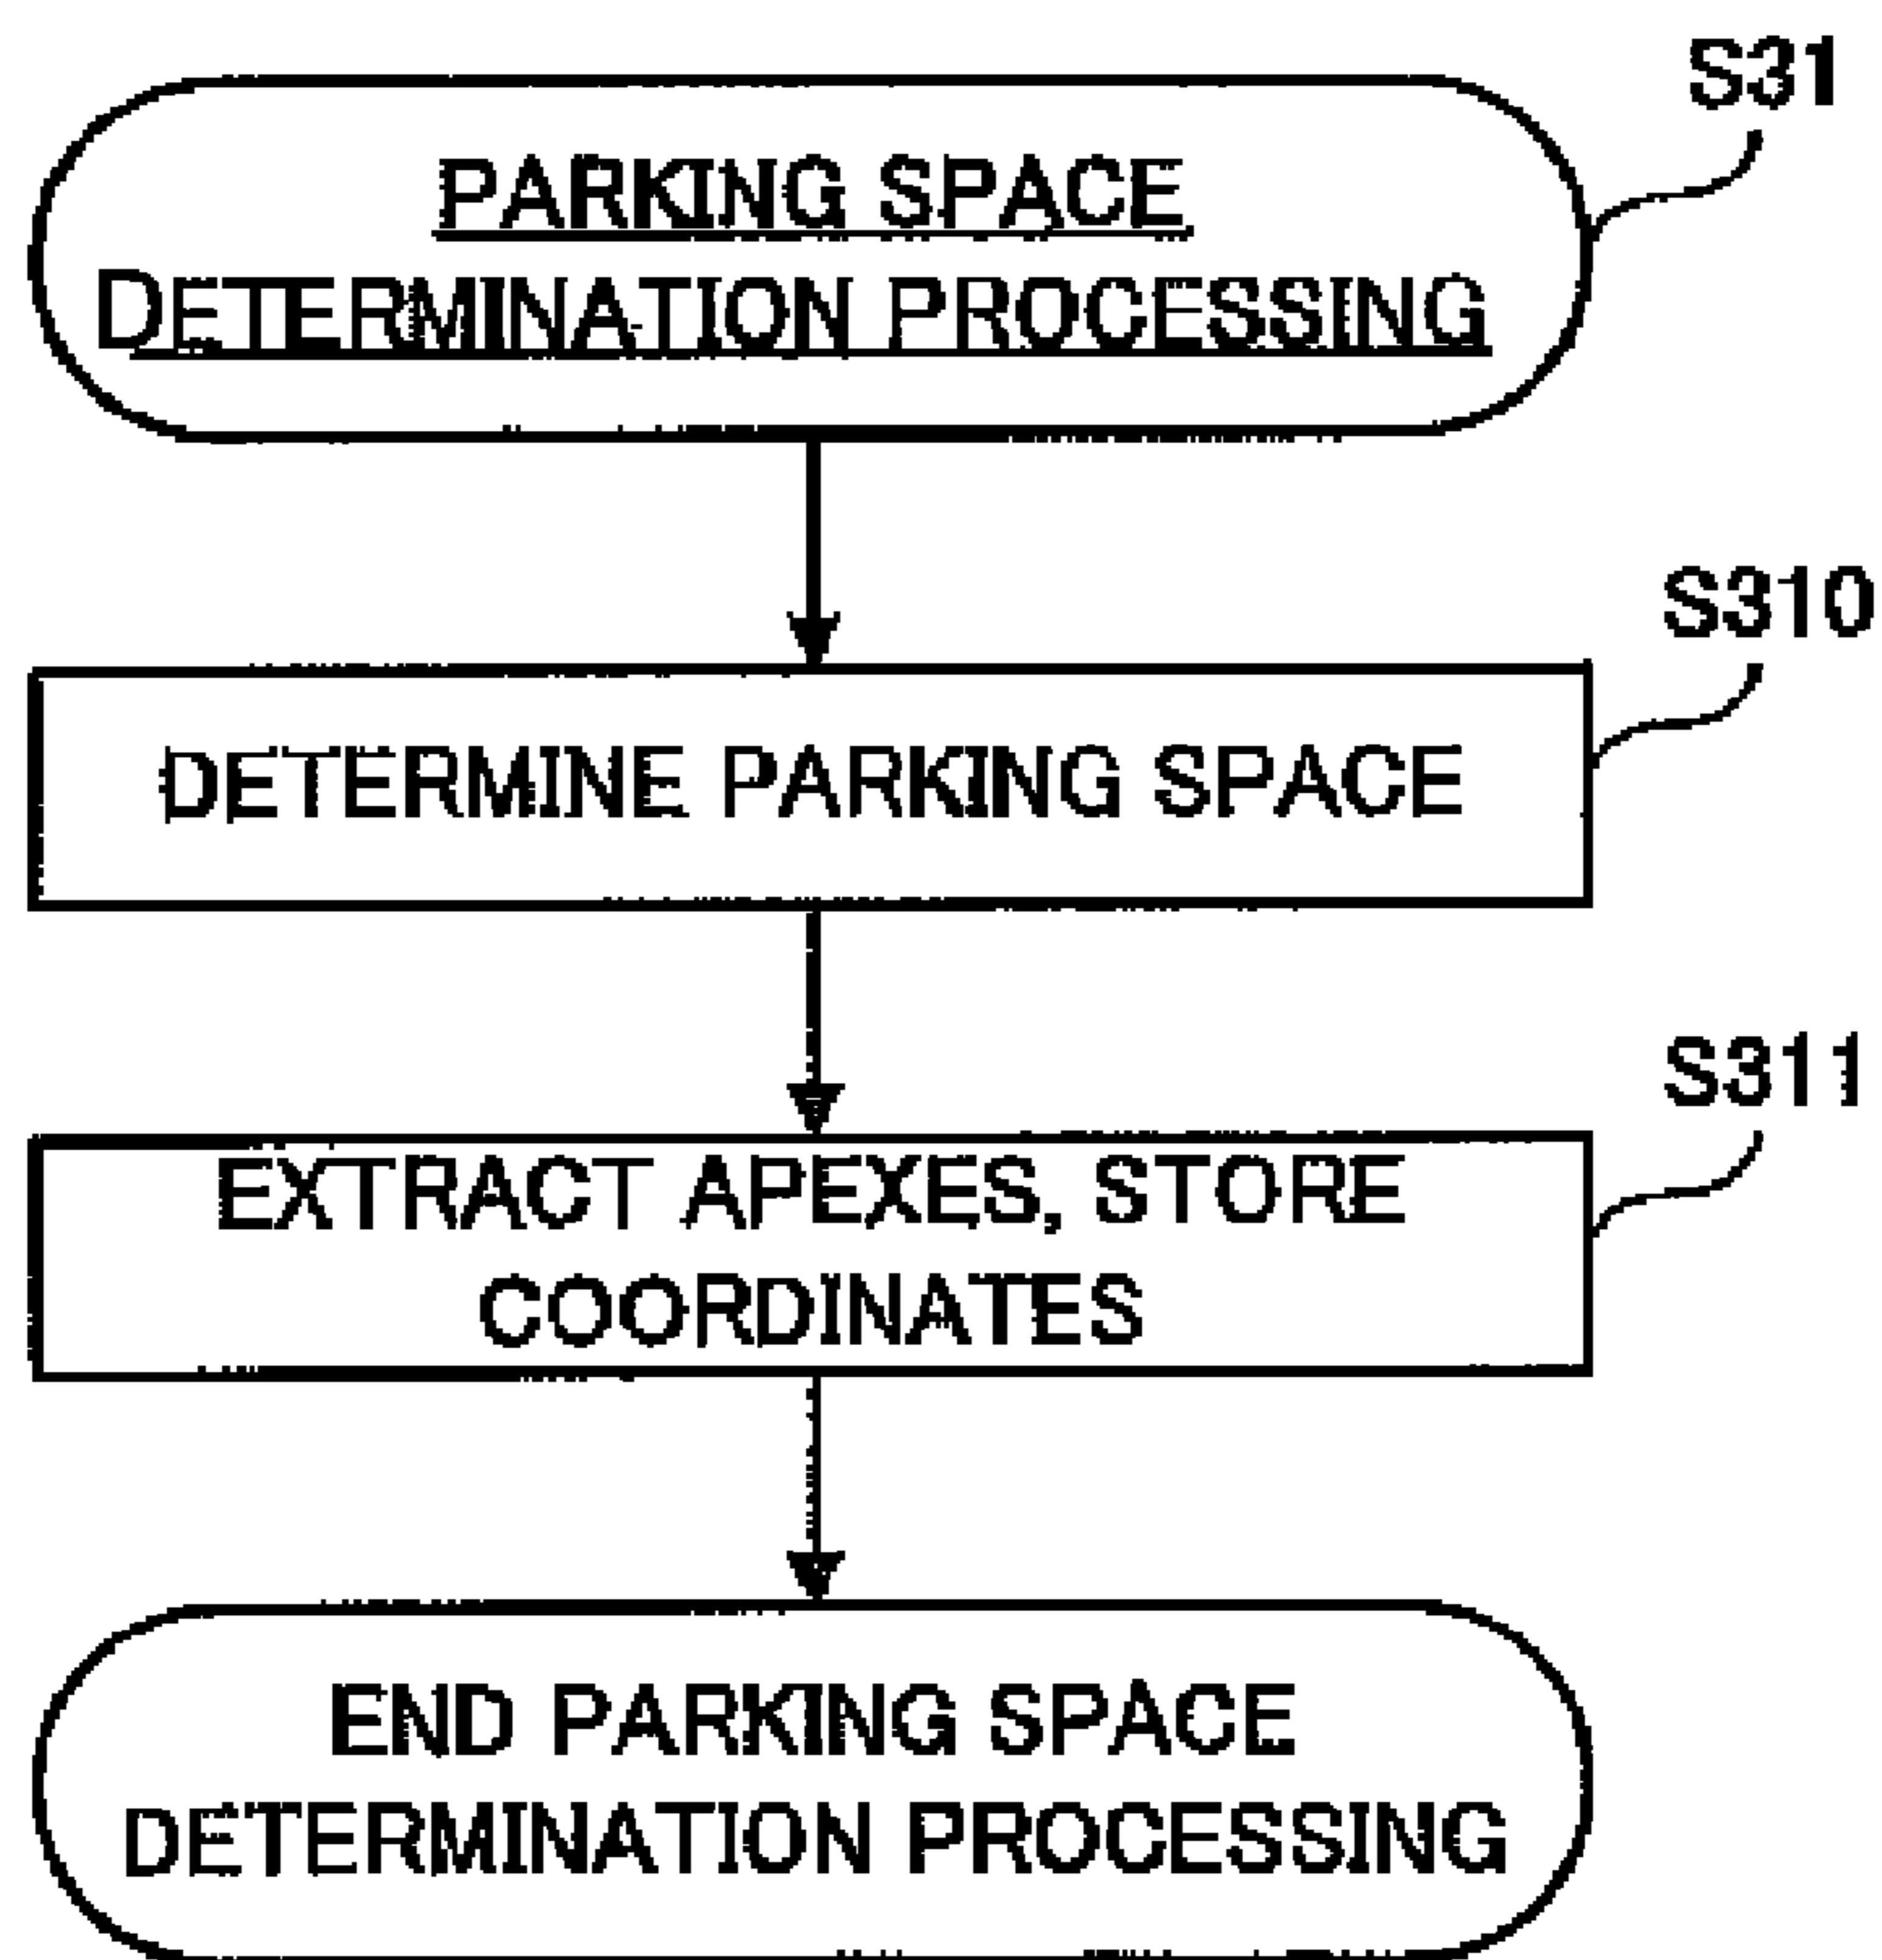 S31
PARKING SPACE
DETERMINATION PROCESSING
S310
DETERMINE PARKING SPACE
S311
EXTRACT APEXES, STORE
COORDINATES
END PARKING SPACE
DETERMINATION PROCESSING